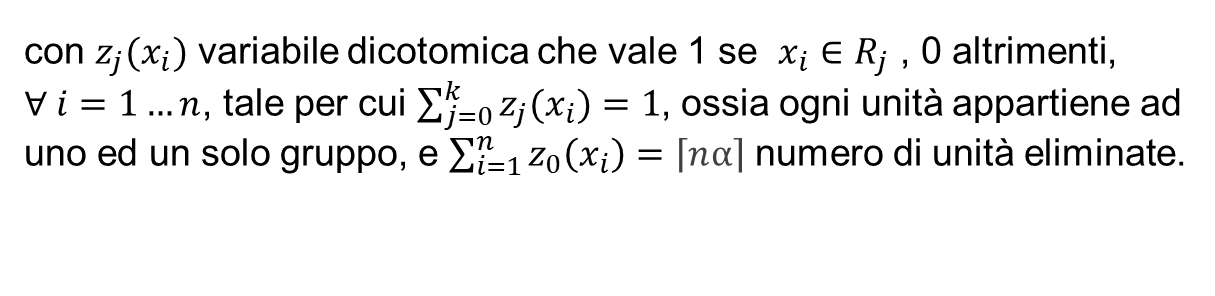 con 𝑧𝑗(𝑥𝑖) variabile dicotomica che vale 1 se 𝑥𝑖 ∈ 𝑅𝑗 , 0 altrimenti,
∀ 𝑖 = 1 … 𝑛, tale per cui ∑ᵏⱼ₌₀ 𝑧𝑗(𝑥𝑖) = 1, ossia ogni unità appartiene ad
uno ed un solo gruppo, e ∑ⁿᵢ₌₁ 𝑧₀(𝑥𝑖) = ⌈𝑛α⌉ numero di unità eliminate.